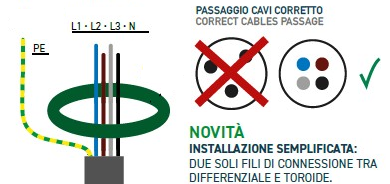 PASSAGGIO CAVI CORRETTO
CORRECT CABLES PASSAGE
L1 · L2 · L3 · N
PE
NOVITÀ
INSTALLAZIONE SEMPLIFICATA:
DUE SOLI FILI DI CONNESSIONE TRA
DIFFERENZIALE E TOROIDE.